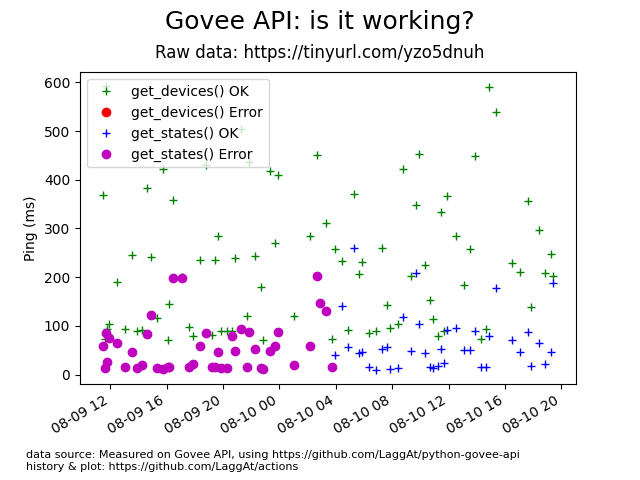 Govee API: is it working?
Raw data: https://tinyurl.com/yzo5dnuh
get_devices() OK
get_devices() Error
get_states() OK
get_states() Error
Ping (ms)
600
500
400
300
200
100
0
08-09 12
08-09 16
08-09 20
08-10 00
08-10 04
08-10 08
08-10 12
08-10 16
08-10 20
data source: Measured on Govee API, using https://github.com/LaggAt/python-govee-api
history & plot: https://github.com/LaggAt/actions